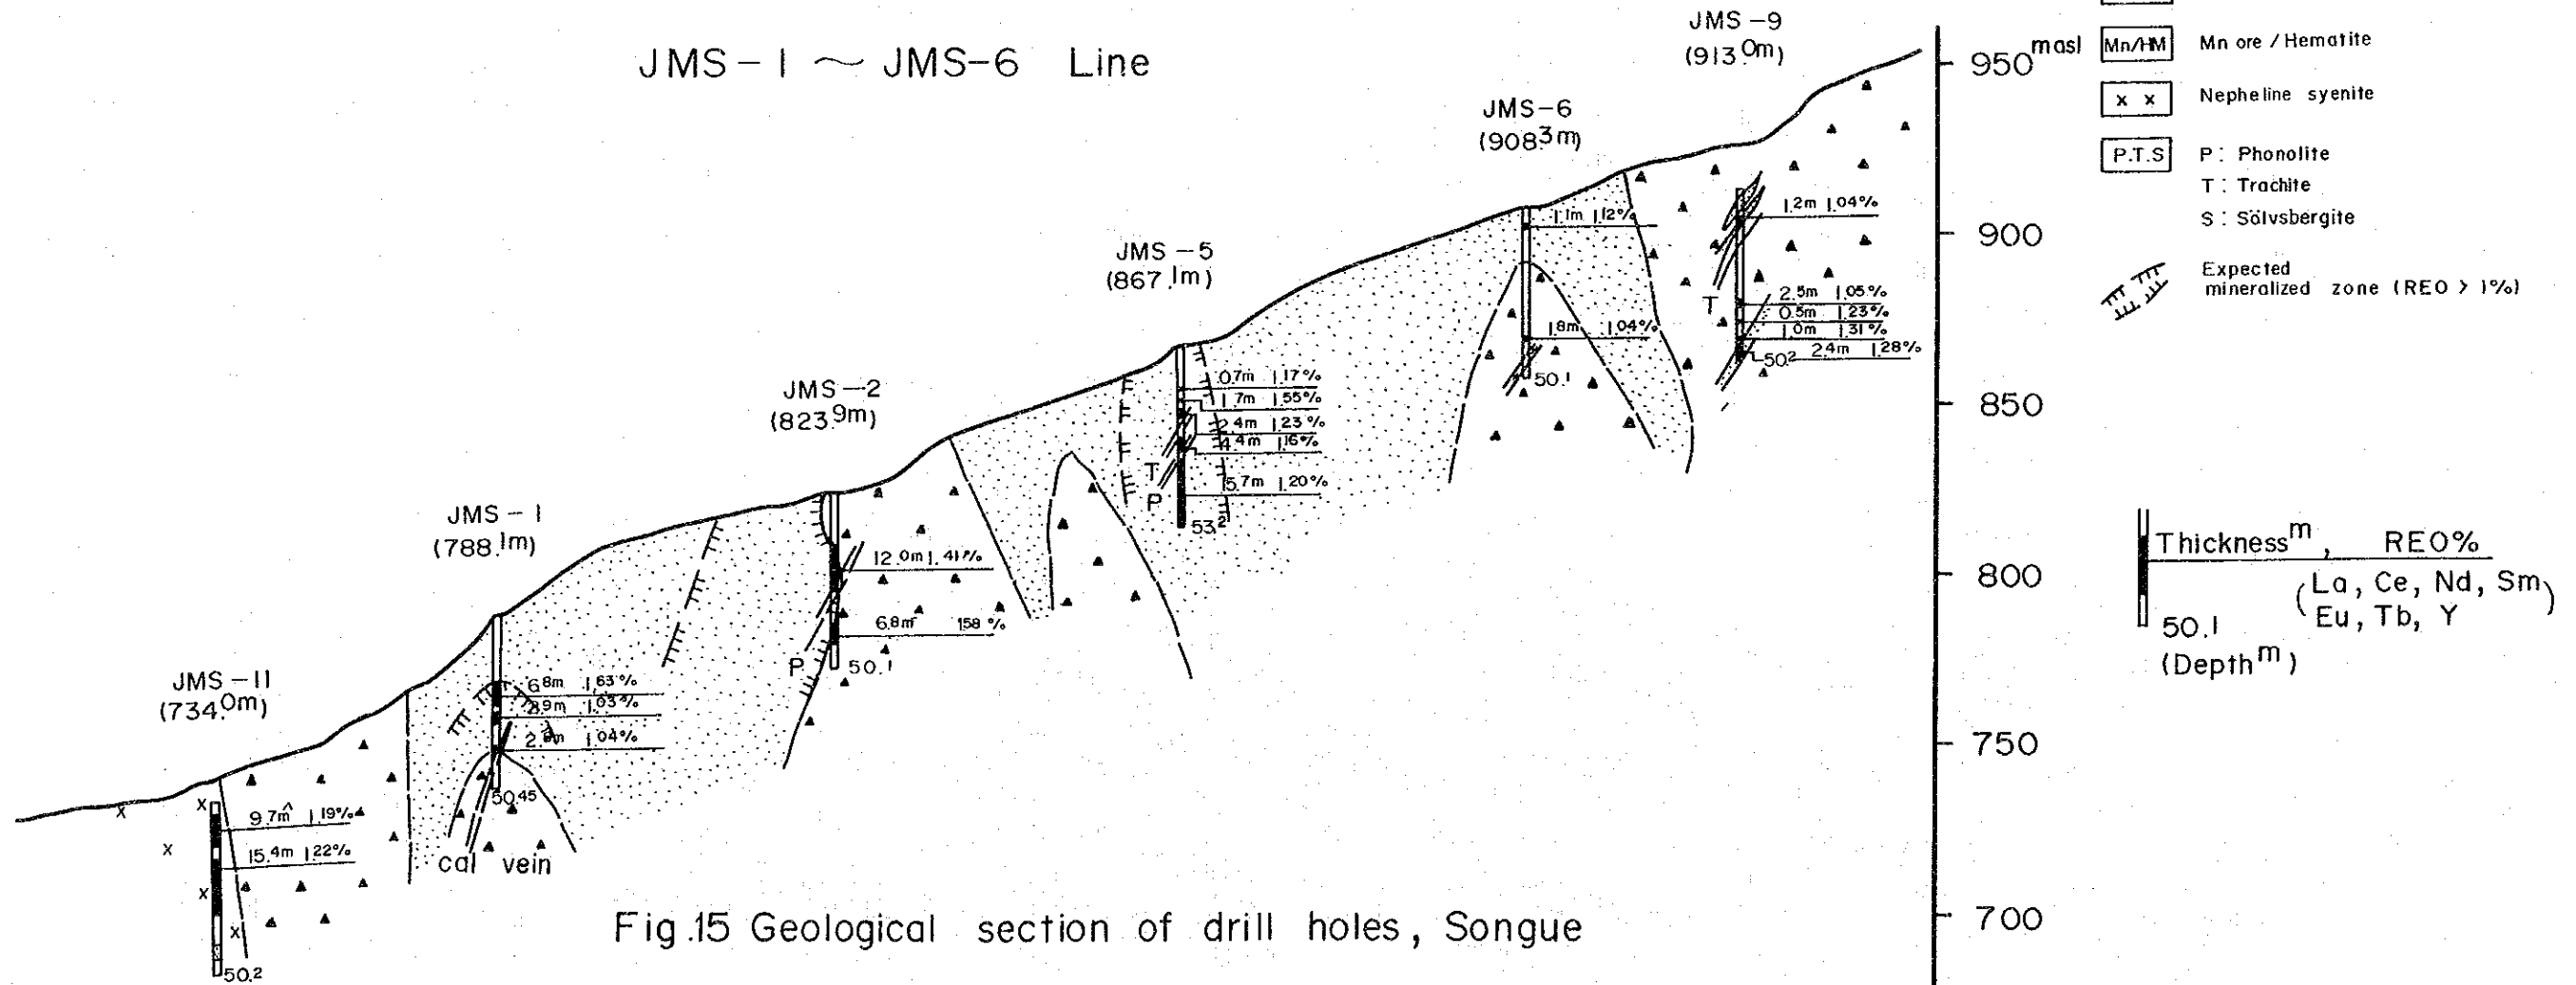 JMS-1 ~ JMS-6 Line
JMS-9
(913.0m)
JMS-6
(908.3m)
JMS-5
(867.1m)
JMS-2
(823.9m)
JMS-1
(788.1m)
JMS-11
(734.0m)
1.1m 1.12%
1.8m 1.04%
50.1
1.2m 1.04%
T
2.5m 1.05%
0.5m 1.23%
1.0m 1.31%
2.4m 1.28%
50.2
0.7m 1.17%
1.7m 1.55%
2.4m 1.23%
4.4m 1.16%
T
P
5.7m 1.20%
53.2
12.0m 1.41%
6.8m 1.58%
P
50.1
6.8m 1.63%
1.03%
1.04%
50.45
cal vein
9.7m 1.19%
15.4m 1.22%
50.2
950 masl
900
850
800
750
700
Mn/HM Mn ore / Hematite
x x Nepheline syenite
P.T.S P : Phonolite
T : Trachite
S : Sölvsbergite
Expected
mineralized zone (REO > 1%)
Thickness m, REO%
(La, Ce, Nd, Sm
Eu, Tb, Y)
50.1
(Depth m)
Fig.15 Geological section of drill holes, Songue